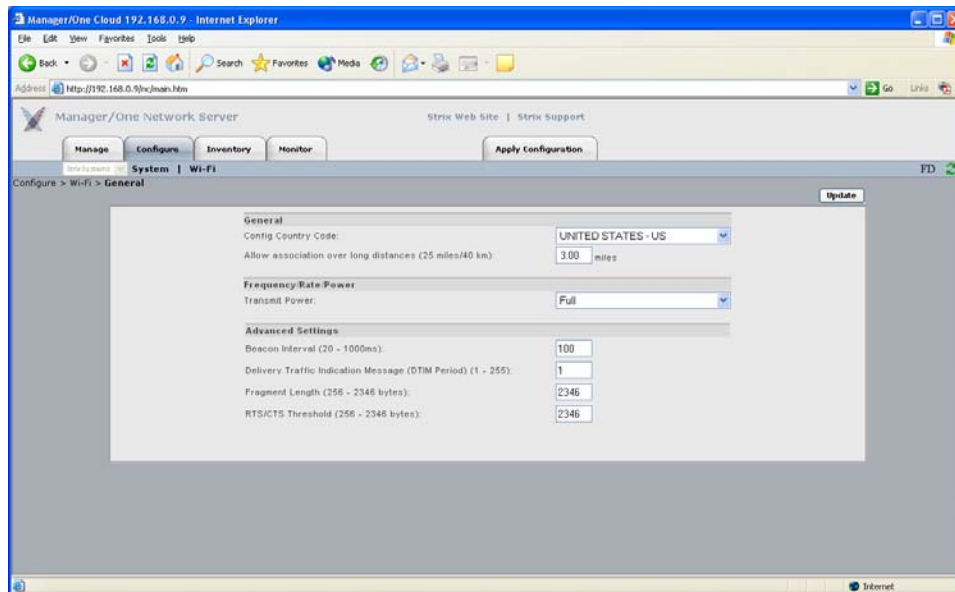 Manager/One Cloud 192.168.0.9 - Internet Explorer
File Edit View Favorites Tools Help
Back Search Favorites Media
Address http://192.168.0.9/nc/main.htm Go Links
Manager/One Network Server Strix Web Site | Strix Support
Manage Configure Inventory Monitor Apply Configuration
Strix Systems System | Wi-Fi FD
Configure > Wi-Fi > General
Update
General
Config Country Code: UNITED STATES - US
Allow association over long distances (25 miles/40 km): 3.00 miles
Frequency/Rate/Power
Transmit Power: Full
Advanced Settings
Beacon Interval (20 - 1000ms): 100
Delivery Traffic Indication Message (DTIM Period) (1 - 255): 1
Fragment Length (256 - 2346 bytes): 2346
RTS/CTS Threshold (256 - 2346 bytes): 2346
Internet